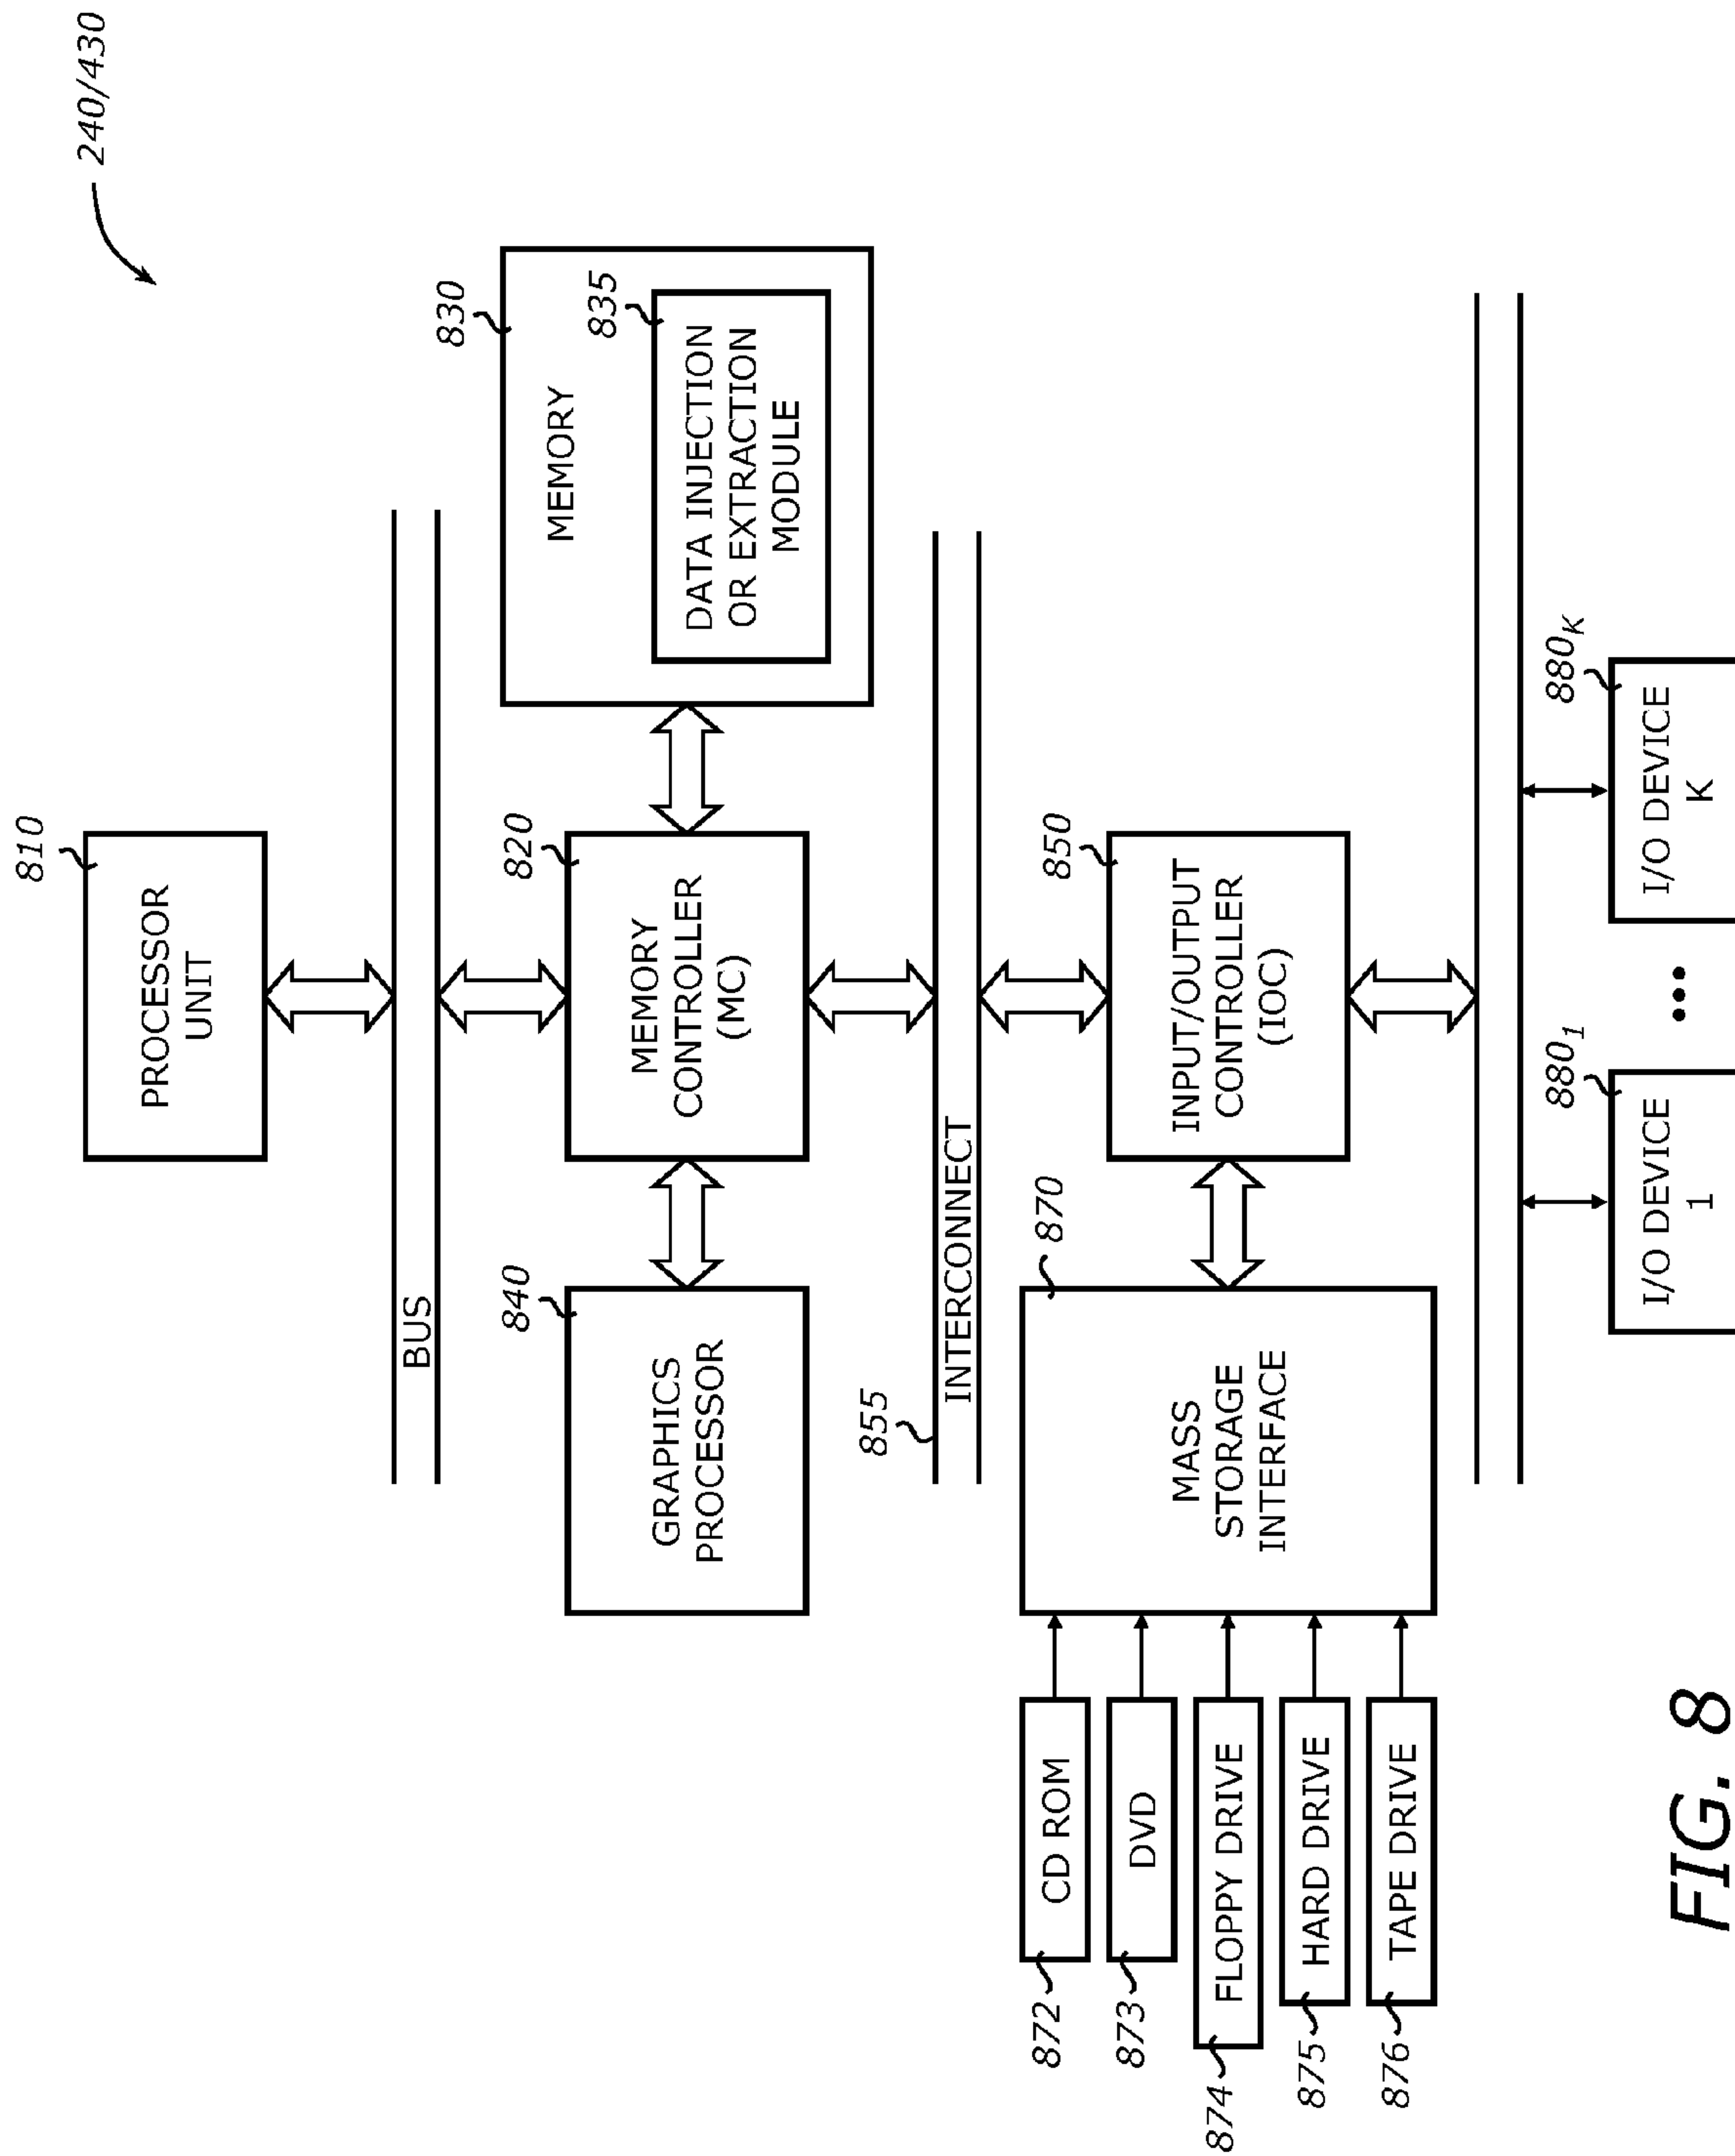 240/430
810
PROCESSOR
UNIT
BUS
840
GRAPHICS
PROCESSOR
820
MEMORY
CONTROLLER
(MC)
830
MEMORY
835
DATA INJECTION
OR EXTRACTION
MODULE
855
INTERCONNECT
872
CD ROM
873
DVD
874
FLOPPY DRIVE
875
HARD DRIVE
876
TAPE DRIVE
870
MASS
STORAGE
INTERFACE
850
INPUT/OUTPUT
CONTROLLER
(IOC)
880₁
I/O DEVICE
1
•••
880K
I/O DEVICE
K
FIG. 8